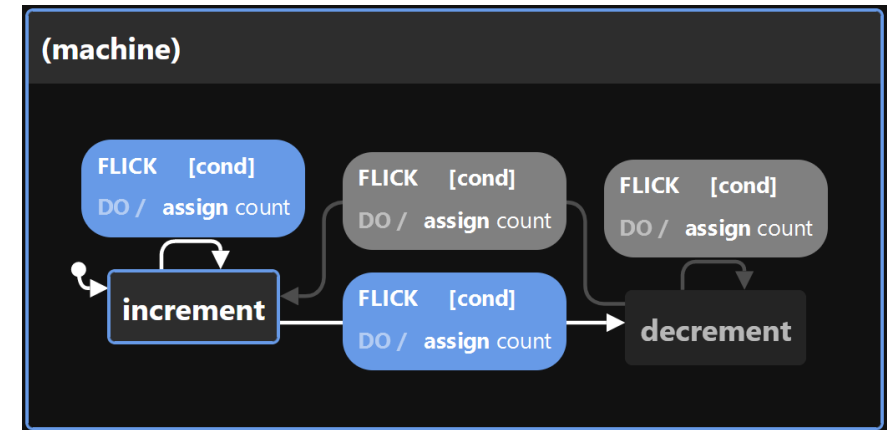 (machine)
FLICK [cond]
DO / assign count
FLICK [cond]
DO / assign count
FLICK [cond]
DO / assign count
increment
FLICK [cond]
DO / assign count
decrement